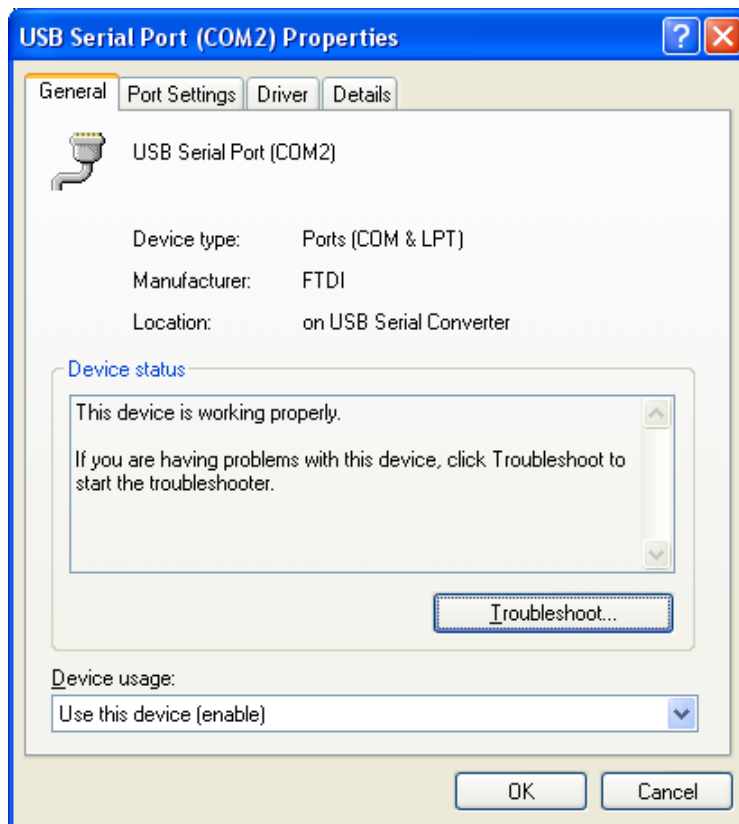 USB Serial Port (COM2) Properties
General Port Settings Driver Details
USB Serial Port (COM2)
Device type: Ports (COM & LPT)
Manufacturer: FTDI
Location: on USB Serial Converter
Device status
This device is working properly.
If you are having problems with this device, click Troubleshoot to
start the troubleshooter.
Troubleshoot...
Device usage:
Use this device (enable)
OK Cancel